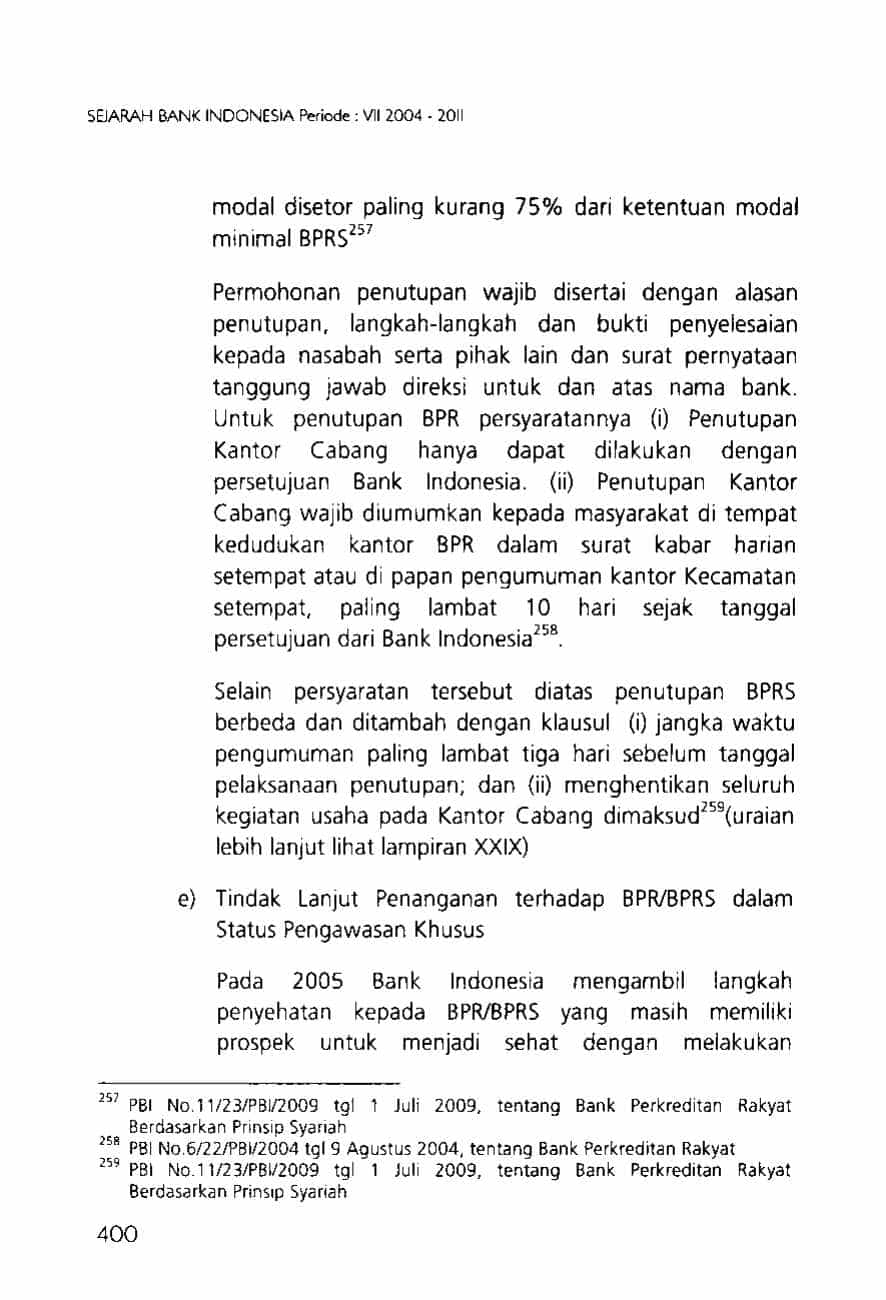 SEJARAH BANK INDONESIA Periode : VII 2004 - 2011
modal disetor paling kurang 75% dari ketentuan modal
minimal BPRS257
Permohonan penutupan wajib disertai dengan alasan
penutupan, langkah-langkah dan bukti penyelesaian
kepada nasabah serta pihak lain dan surat pernyataan
tanggung jawab direksi untuk dan atas nama bank.
Untuk penutupan BPR persyaratannya (i) Penutupan
Kantor Cabang hanya dapat dilakukan dengan
persetujuan Bank Indonesia. (ii) Penutupan Kantor
Cabang wajib diumumkan kepada masyarakat di tempat
kedudukan kantor BPR dalam surat kabar harian
setempat atau di papan pengumuman kantor Kecamatan
setempat, paling lambat 10 hari sejak tanggal
persetujuan dari Bank Indonesia258.
Selain persyaratan tersebut diatas penutupan BPRS
berbeda dan ditambah dengan klausul (i) jangka waktu
pengumuman paling lambat tiga hari sebelum tanggal
pelaksanaan penutupan; dan (ii) menghentikan seluruh
kegiatan usaha pada Kantor Cabang dimaksud259(uraian
lebih lanjut lihat lampiran XXIX)
e) Tindak Lanjut Penanganan terhadap BPR/BPRS dalam
Status Pengawasan Khusus
Pada 2005 Bank Indonesia mengambil langkah
penyehatan kepada BPR/BPRS yang masih memiliki
prospek untuk menjadi sehat dengan melakukan
257 PBI No.11/23/PBI/2009 tgl 1 Juli 2009, tentang Bank Perkreditan Rakyat
Berdasarkan Prinsip Syariah
258 PBI No.6/22/PBI/2004 tgl 9 Agustus 2004, tentang Bank Perkreditan Rakyat
259 PBI No.11/23/PBI/2009 tgl 1 Juli 2009, tentang Bank Perkreditan Rakyat
Berdasarkan Prinsip Syariah
400